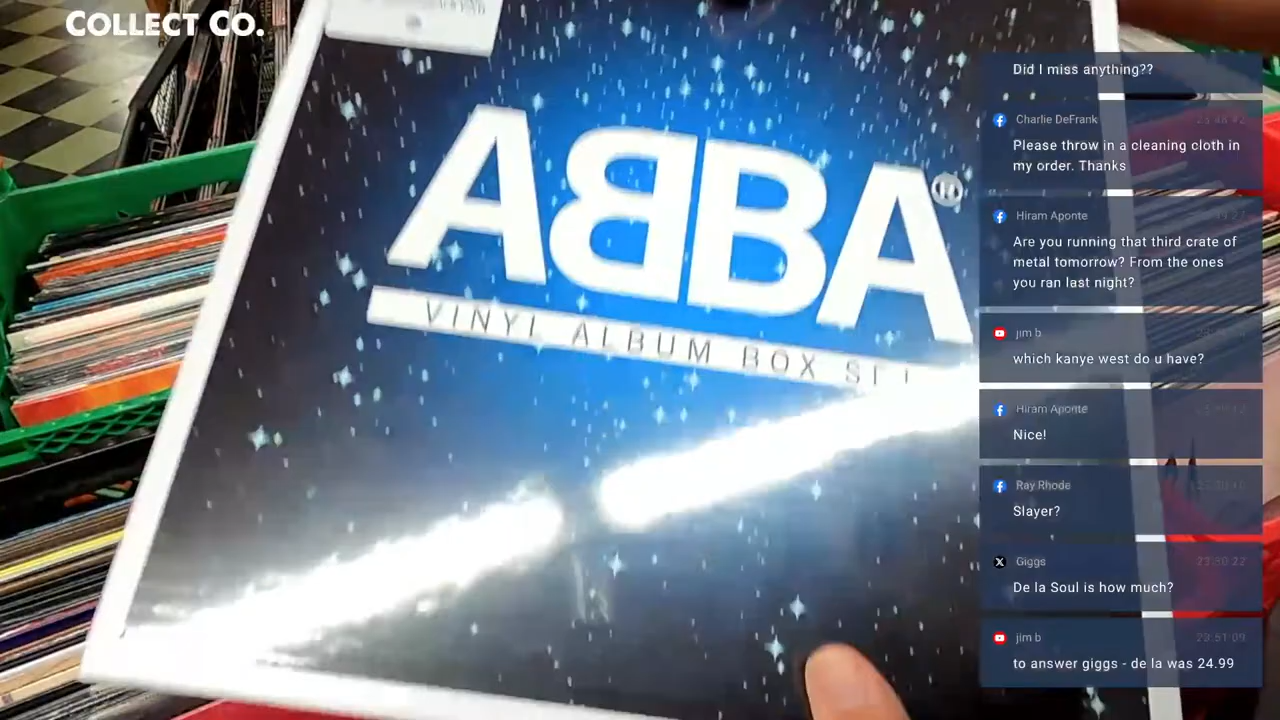 COLLECT CO.
ABBA
®
VINYL ALBUM BOX SET
Did I miss anything??
Charlie DeFrank
Please throw in a cleaning cloth in
my order. Thanks
Hiram Aponte
Are you running that third crate of
metal tomorrow? From the ones
you ran last night?
jim b
which kanye west do u have?
Hiram Aponte
Nice!
Ray Rhode
Slayer?
Giggs
De la Soul is how much?
jim b 23:51:09
to answer giggs - de la was 24.99